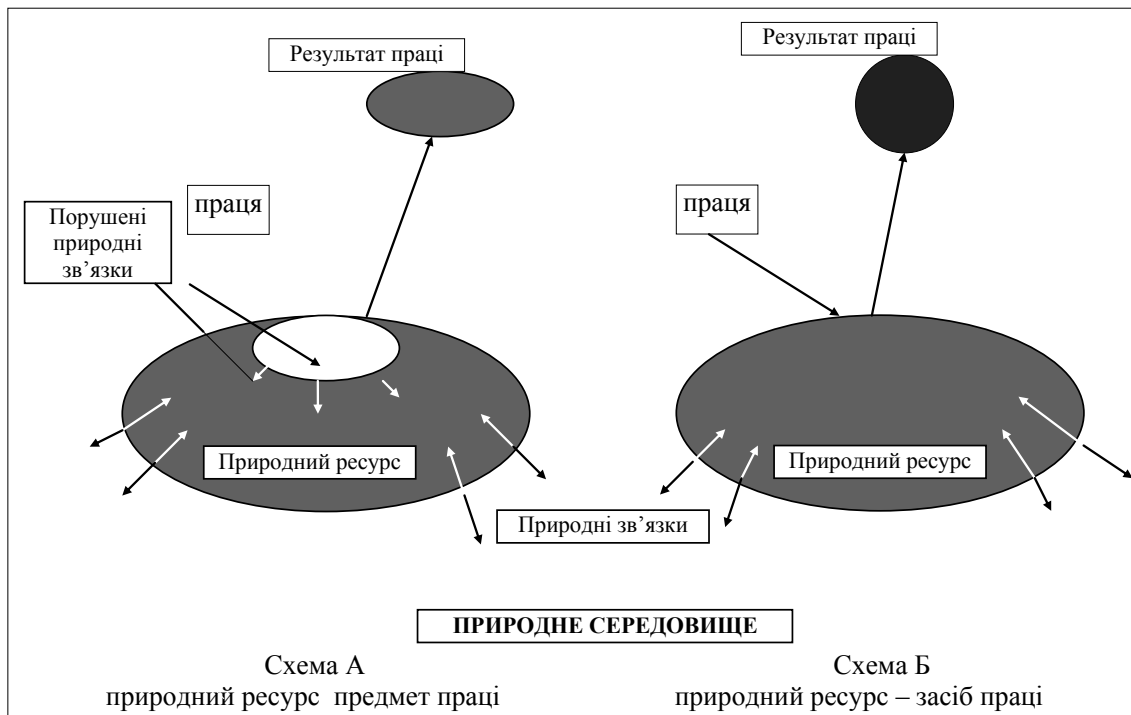 Результат праці
Результат праці
праця
праця
Порушені
природні
зв’язки
Природний ресурс
Природний ресурс
Природні зв’язки
ПРИРОДНЕ СЕРЕДОВИЩЕ
Схема А
природний ресурс предмет праці
Схема Б
природний ресурс – засіб праці